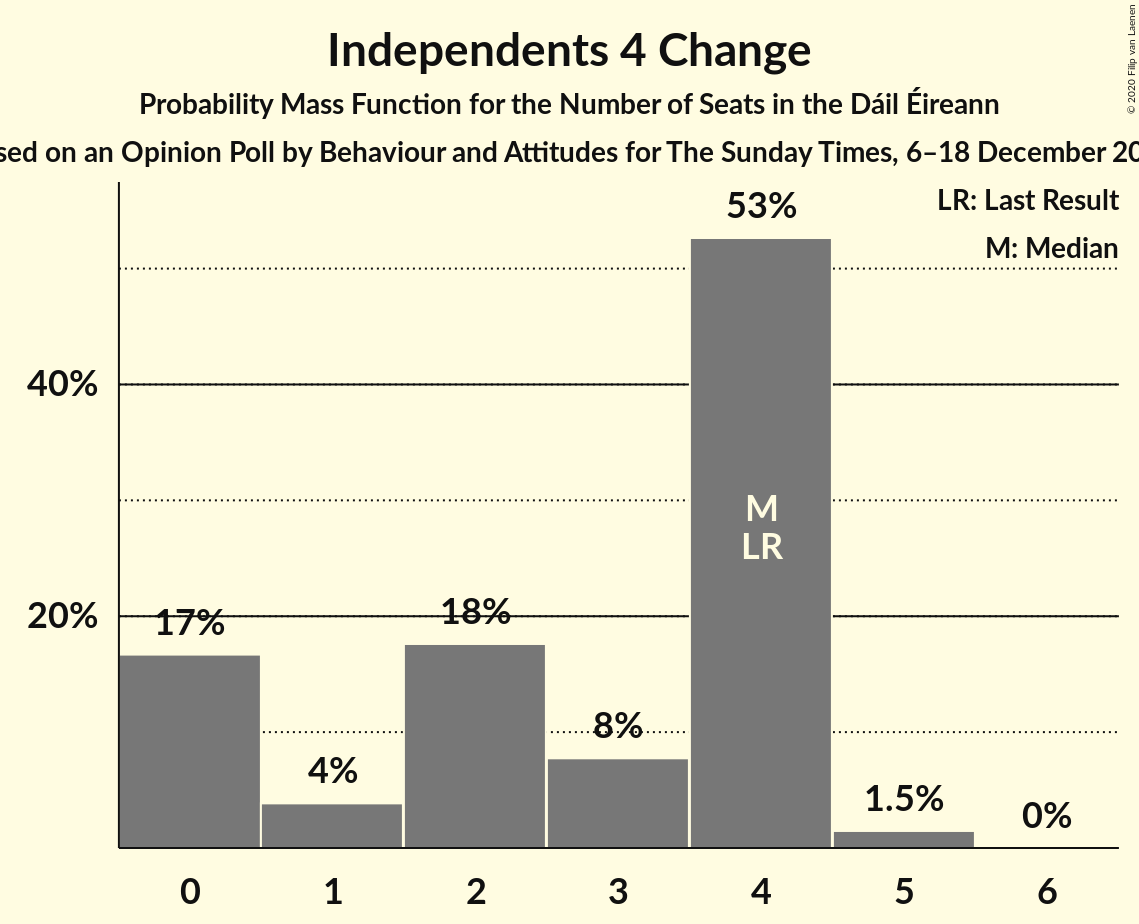 Independents 4 Change
Probability Mass Function for the Number of Seats in the Dáil Éireann
sed on an Opinion Poll by Behaviour and Attitudes for The Sunday Times, 6–18 December 20
© 2020 Filip van Laenen
LR: Last Result
M: Median
53%
40%
M
LR
20%
17%
18%
8%
4%
1.5%
0%
0 1 2 3 4 5 6